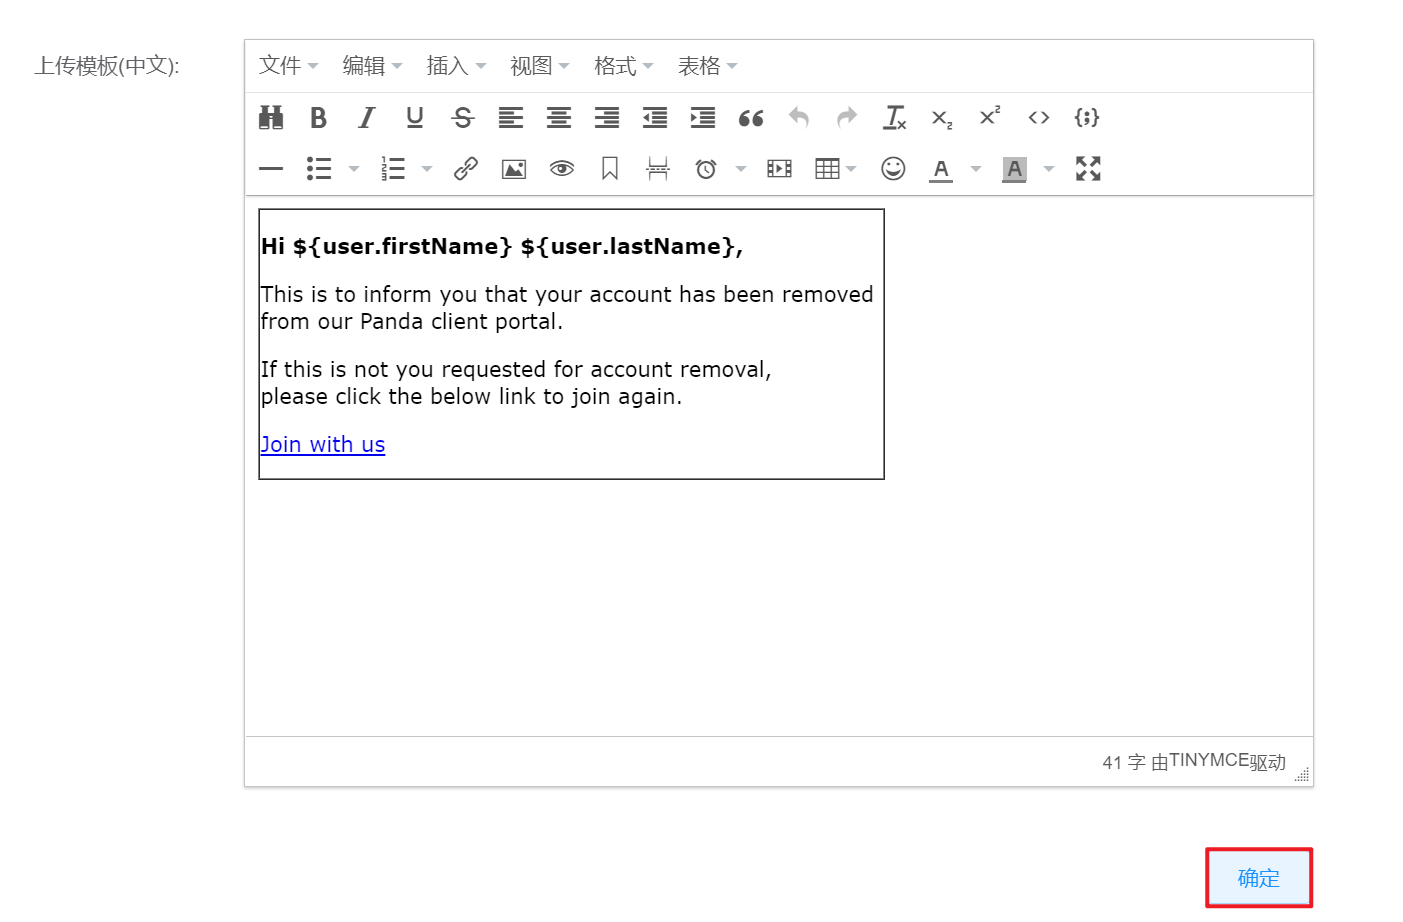 上传模板(中文):
文件 编辑 插入 视图 格式 表格
Hi ${user.firstName} ${user.lastName},
This is to inform you that your account has been removed
from our Panda client portal.
If this is not you requested for account removal,
please click the below link to join again.
Join with us
41 字 由TINYMCE驱动
确定